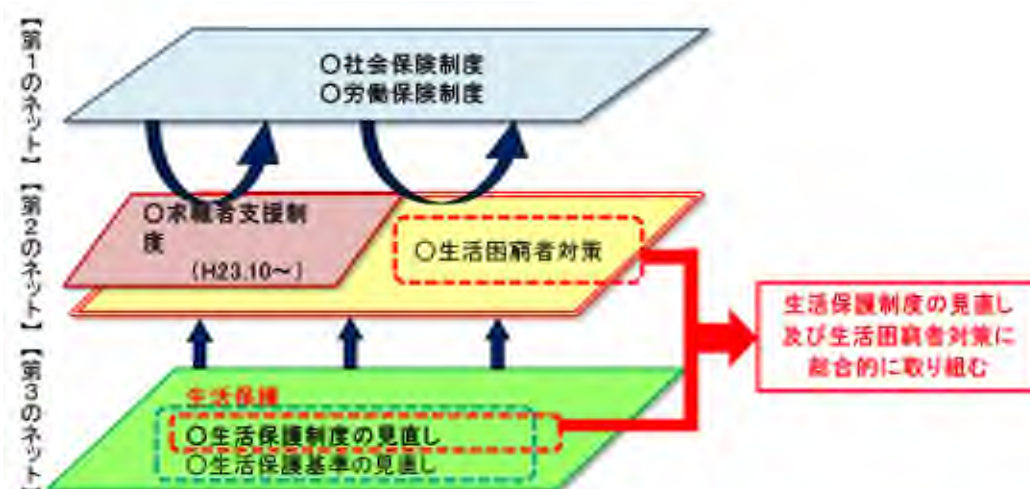 【第1のネット】
○社会保険制度
○労働保険制度
【第2のネット】
○求職者支援制
度
(H23.10～)
○生活困窮者対策
【第3のネット】
生活保護
○生活保護制度の見直し
○生活保護基準の見直し
生活保護制度の見直し
及び生活困窮者対策に
総合的に取り組む